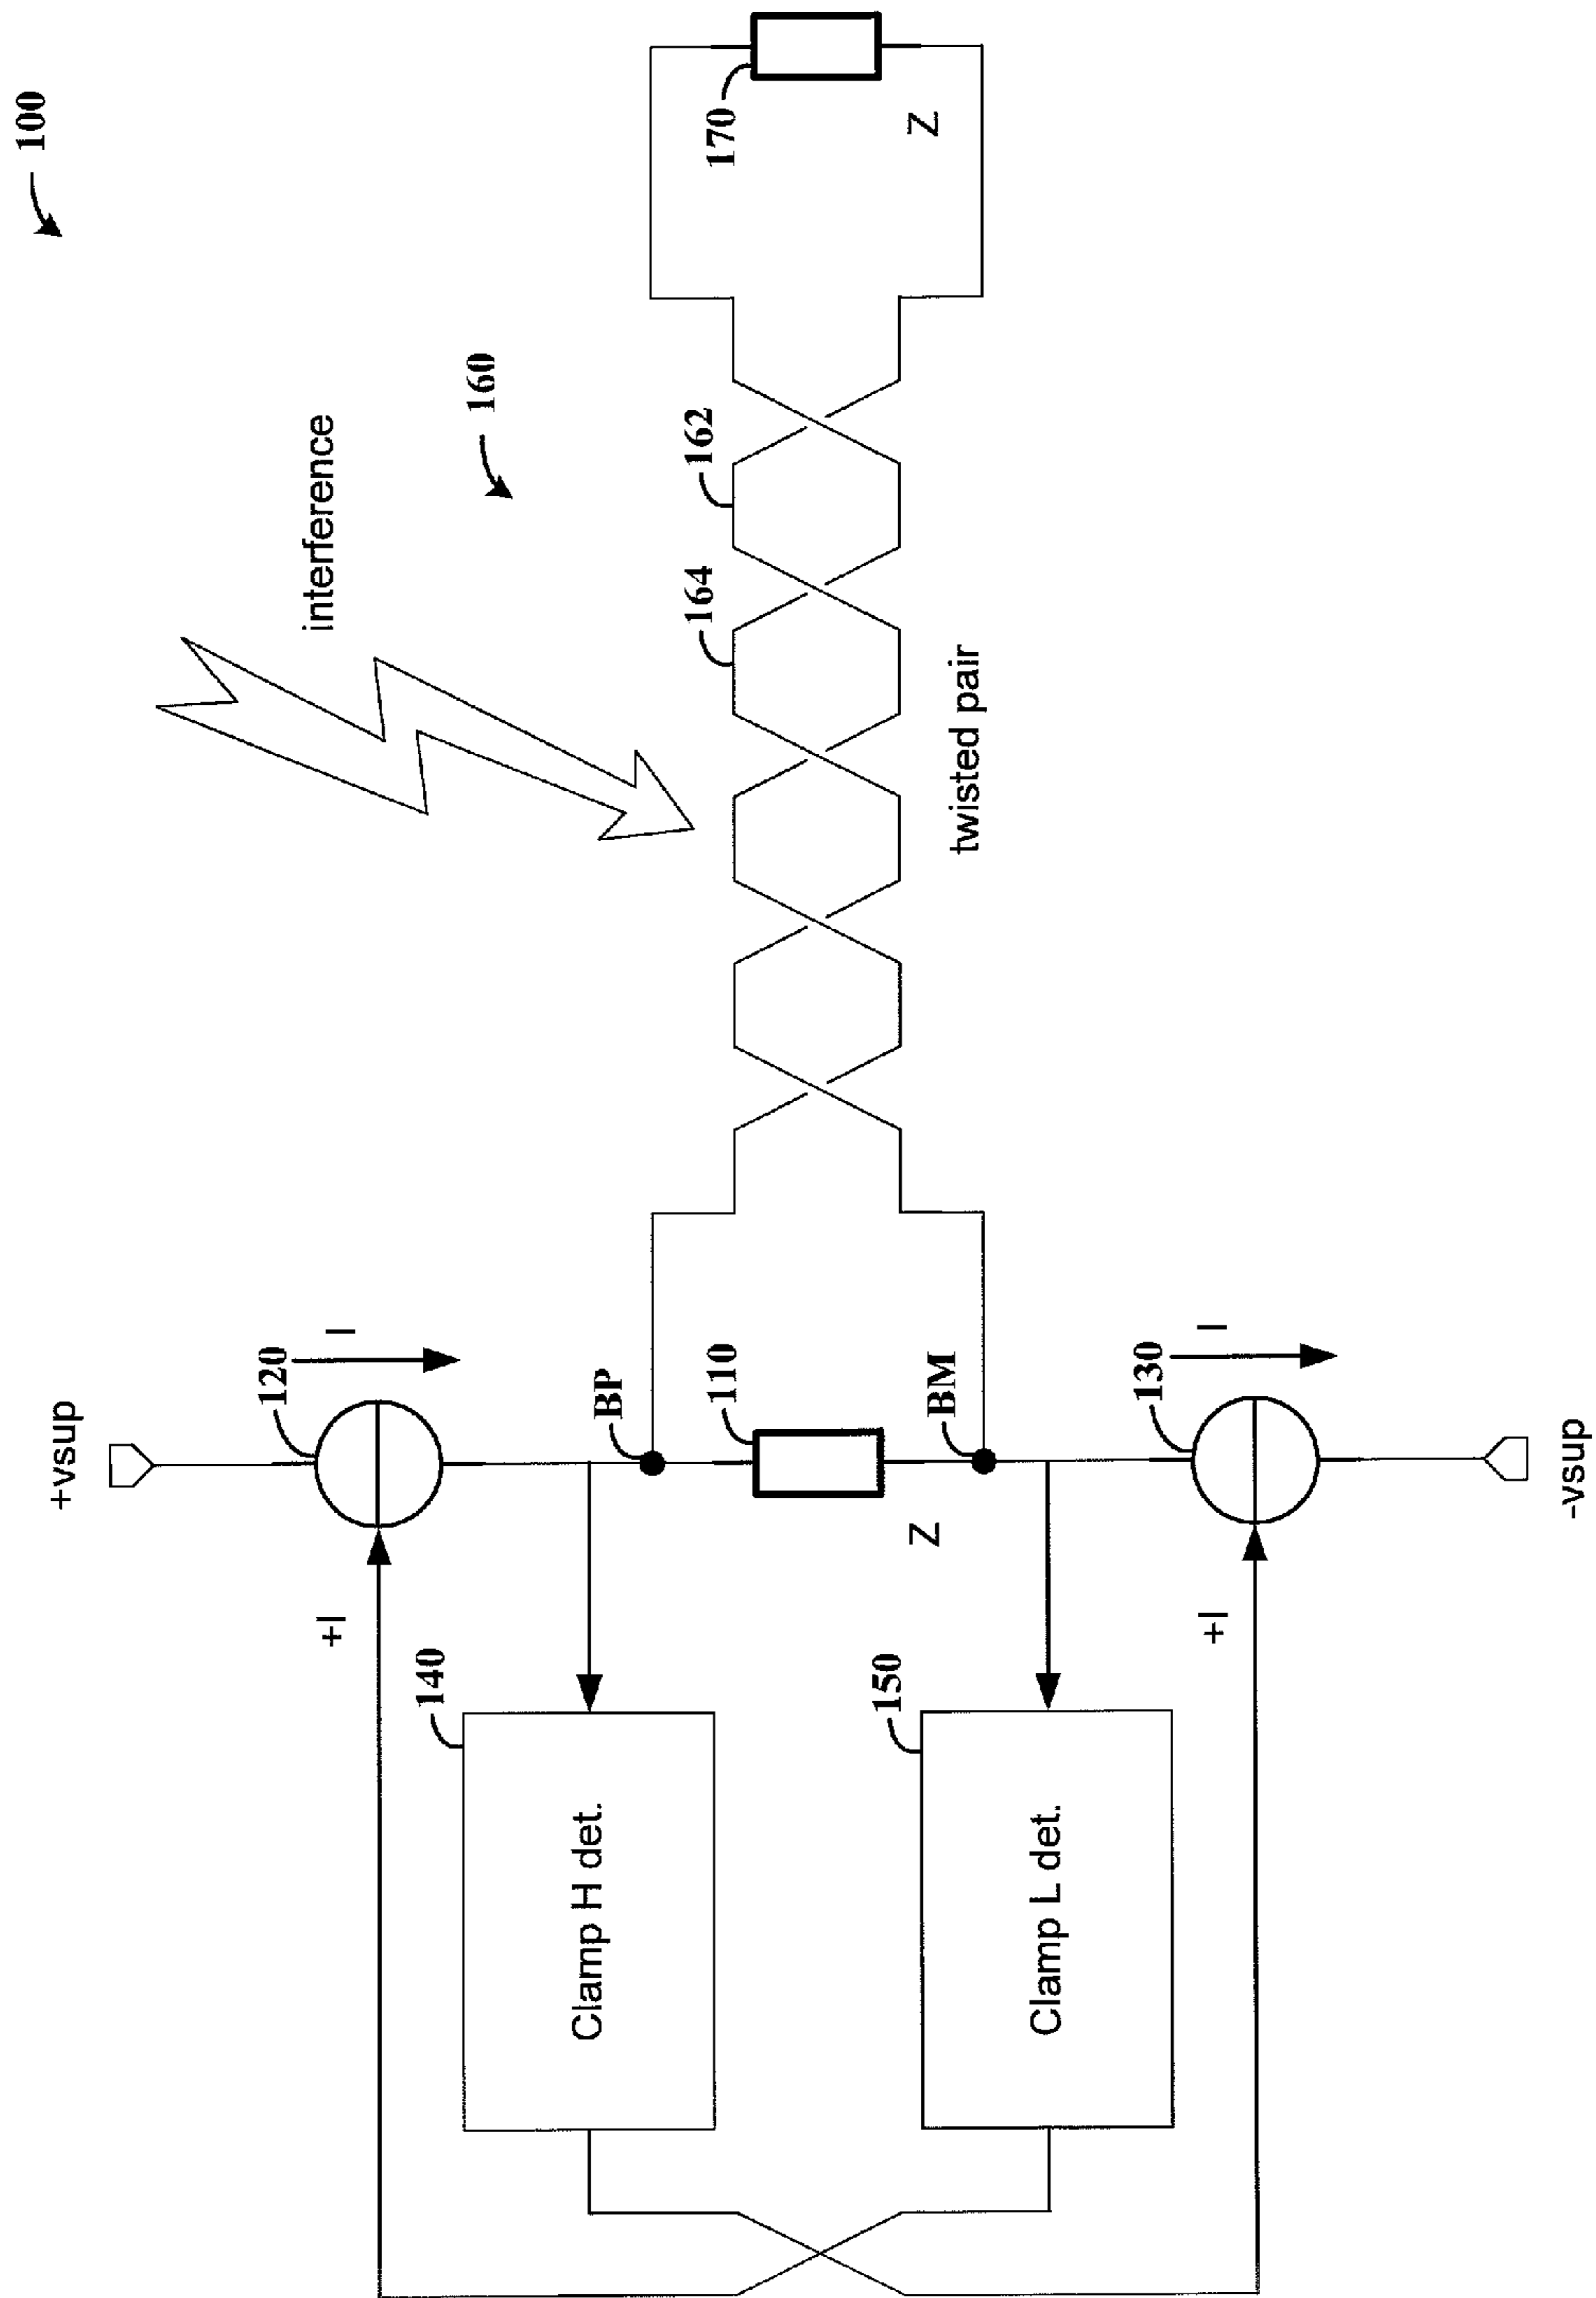 100
interference
160
162
164
170
Z
twisted pair
+vsup
120
I
BP
110
Z
BM
130
I
-vsup
+I
140
Clamp H det.
150
Clamp L det.
+I